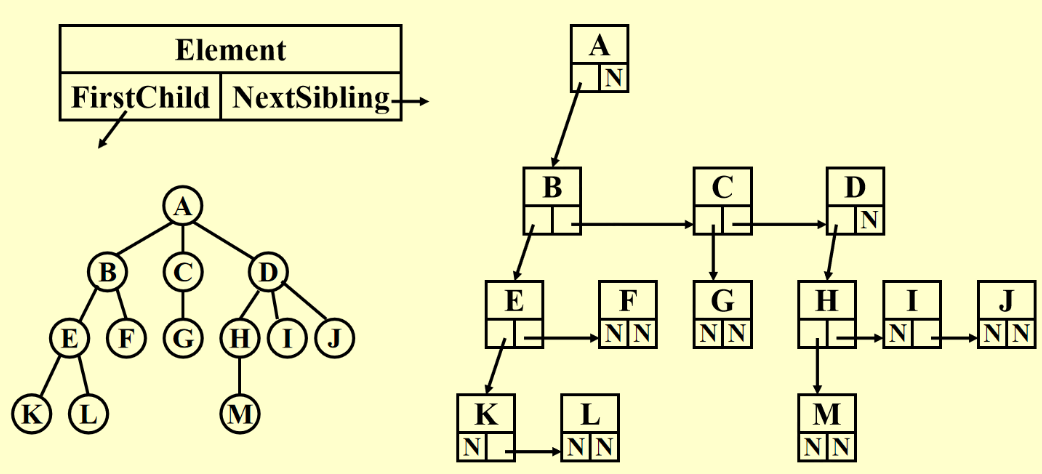 Element
FirstChild NextSibling
A
B C D
E F G H I J
K L M
A
N
B C D
N
E F G H I J
N N N N N N N
K L M
N N N N N